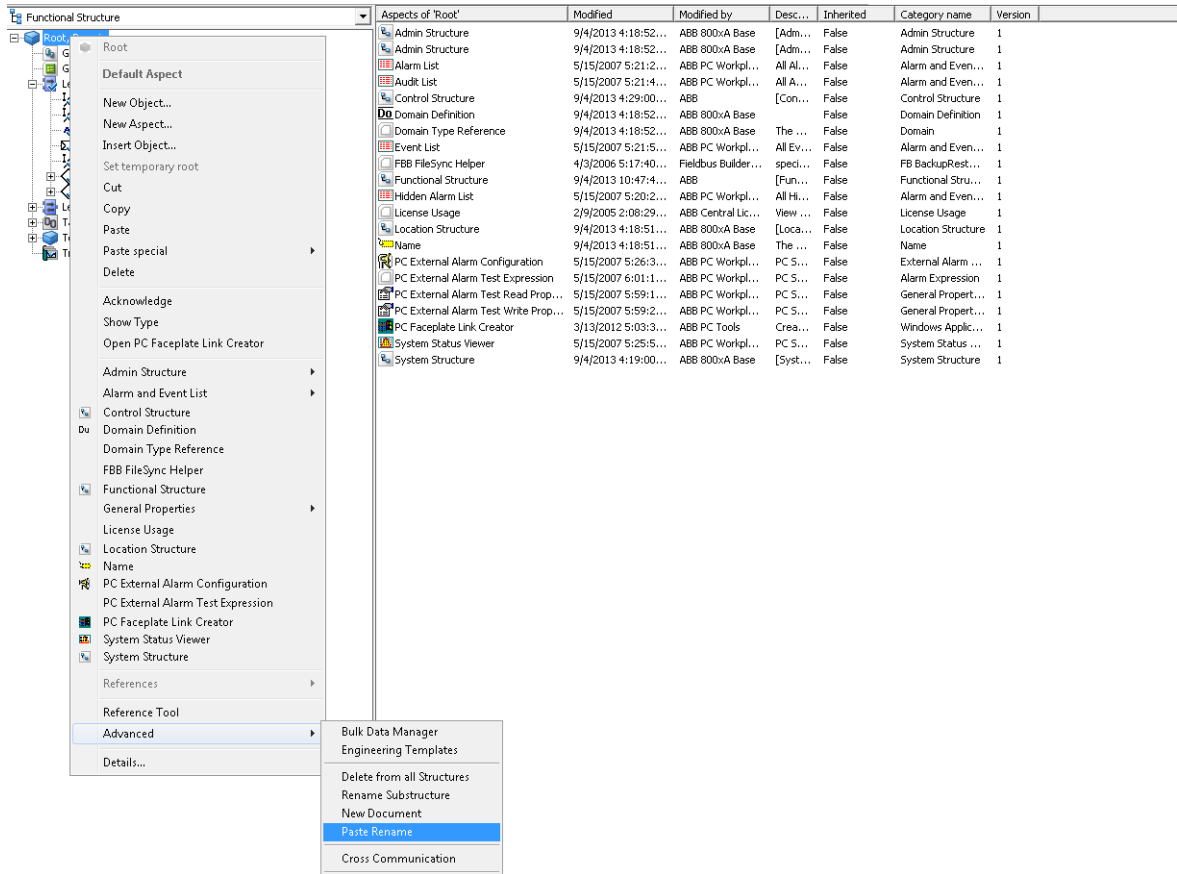 Functional Structure
Root,
Root
Default Aspect
New Object...
New Aspect...
Insert Object...
Set temporary root
Cut
Copy
Paste
Paste special
Delete
Acknowledge
Show Type
Open PC Faceplate Link Creator
Admin Structure
Alarm and Event List
Control Structure
Domain Definition
Domain Type Reference
FBB FileSync Helper
Functional Structure
General Properties
License Usage
Location Structure
Name
PC External Alarm Configuration
PC External Alarm Test Expression
PC Faceplate Link Creator
System Status Viewer
System Structure
References
Reference Tool
Advanced
Details...
Bulk Data Manager
Engineering Templates
Delete from all Structures
Rename Substructure
New Document
Paste Rename
Cross Communication
Aspects of 'Root' Modified Modified by Desc... Inherited Category name Version
Admin Structure 9/4/2013 4:18:52... ABB 800xA Base [Adm... False Admin Structure 1
Admin Structure 9/4/2013 4:18:52... ABB 800xA Base [Adm... False Admin Structure 1
Alarm List 5/15/2007 5:21:2... ABB PC Workpl... All Al... False Alarm and Even... 1
Audit List 5/15/2007 5:21:4... ABB PC Workpl... All A... False Alarm and Even... 1
Control Structure 9/4/2013 4:29:00... ABB [Con... False Control Structure 1
Domain Definition 9/4/2013 4:18:52... ABB 800xA Base False Domain Definition 1
Domain Type Reference 9/4/2013 4:18:52... ABB 800xA Base The ... False Domain 1
Event List 5/15/2007 5:21:5... ABB PC Workpl... All Ev... False Alarm and Even... 1
FBB FileSync Helper 4/3/2006 5:17:40... Fieldbus Builder... speci... False FB BackupRest... 1
Functional Structure 9/4/2013 10:47:4... ABB [Fun... False Functional Stru... 1
Hidden Alarm List 5/15/2007 5:20:2... ABB PC Workpl... All Hi... False Alarm and Even... 1
License Usage 2/9/2005 2:08:29... ABB Central Lic... View ... False License Usage 1
Location Structure 9/4/2013 4:18:51... ABB 800xA Base [Loca... False Location Structure 1
Name 9/4/2013 4:18:51... ABB 800xA Base The ... False Name 1
PC External Alarm Configuration 5/15/2007 5:26:3... ABB PC Workpl... PC S... False External Alarm ... 1
PC External Alarm Test Expression 5/15/2007 6:01:1... ABB PC Workpl... PC S... False Alarm Expression 1
PC External Alarm Test Read Prop... 5/15/2007 5:59:1... ABB PC Workpl... PC S... False General Propert... 1
PC External Alarm Test Write Prop... 5/15/2007 5:59:2... ABB PC Workpl... PC S... False General Propert... 1
PC Faceplate Link Creator 3/13/2012 5:03:3... ABB PC Tools Crea... False Windows Applic... 1
System Status Viewer 5/15/2007 5:25:5... ABB PC Workpl... PC S... False System Status ... 1
System Structure 9/4/2013 4:19:00... ABB 800xA Base [Syst... False System Structure 1